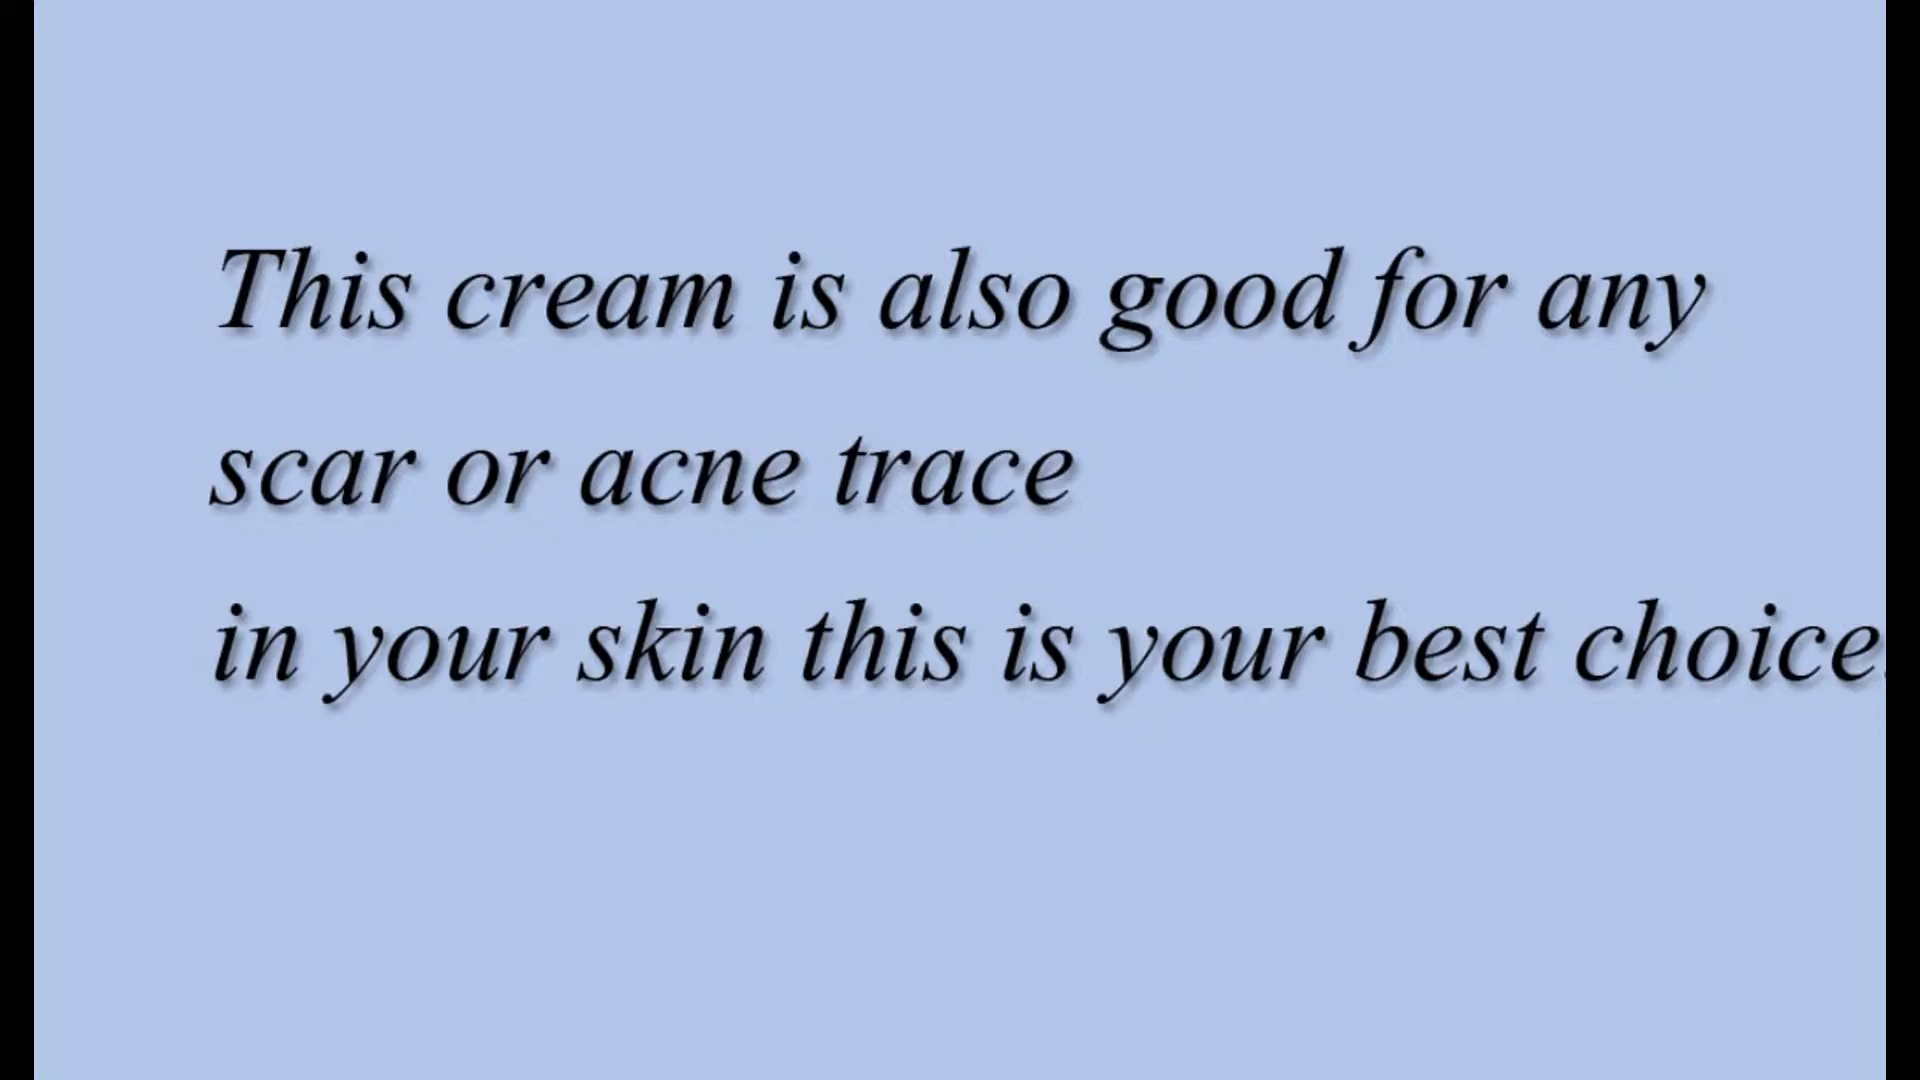 This cream is also good for any
scar or acne trace
in your skin this is your best choice.